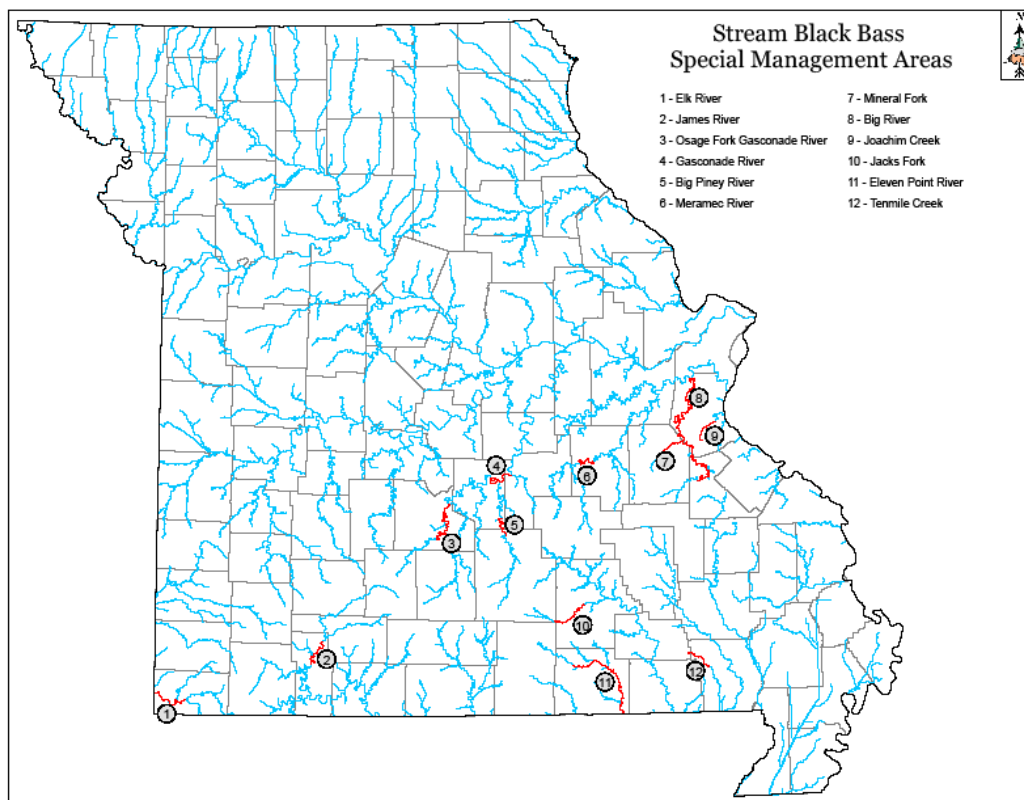 Stream Black Bass
Special Management Areas
N
1 - Elk River
2 - James River
3 - Osage Fork Gasconade River
4 - Gasconade River
5 - Big Piney River
6 - Meramec River
7 - Mineral Fork
8 - Big River
9 - Joachim Creek
10 - Jacks Fork
11 - Eleven Point River
12 - Tenmile Creek
8
9
7
4
6
5
3
10
2
12
11
1